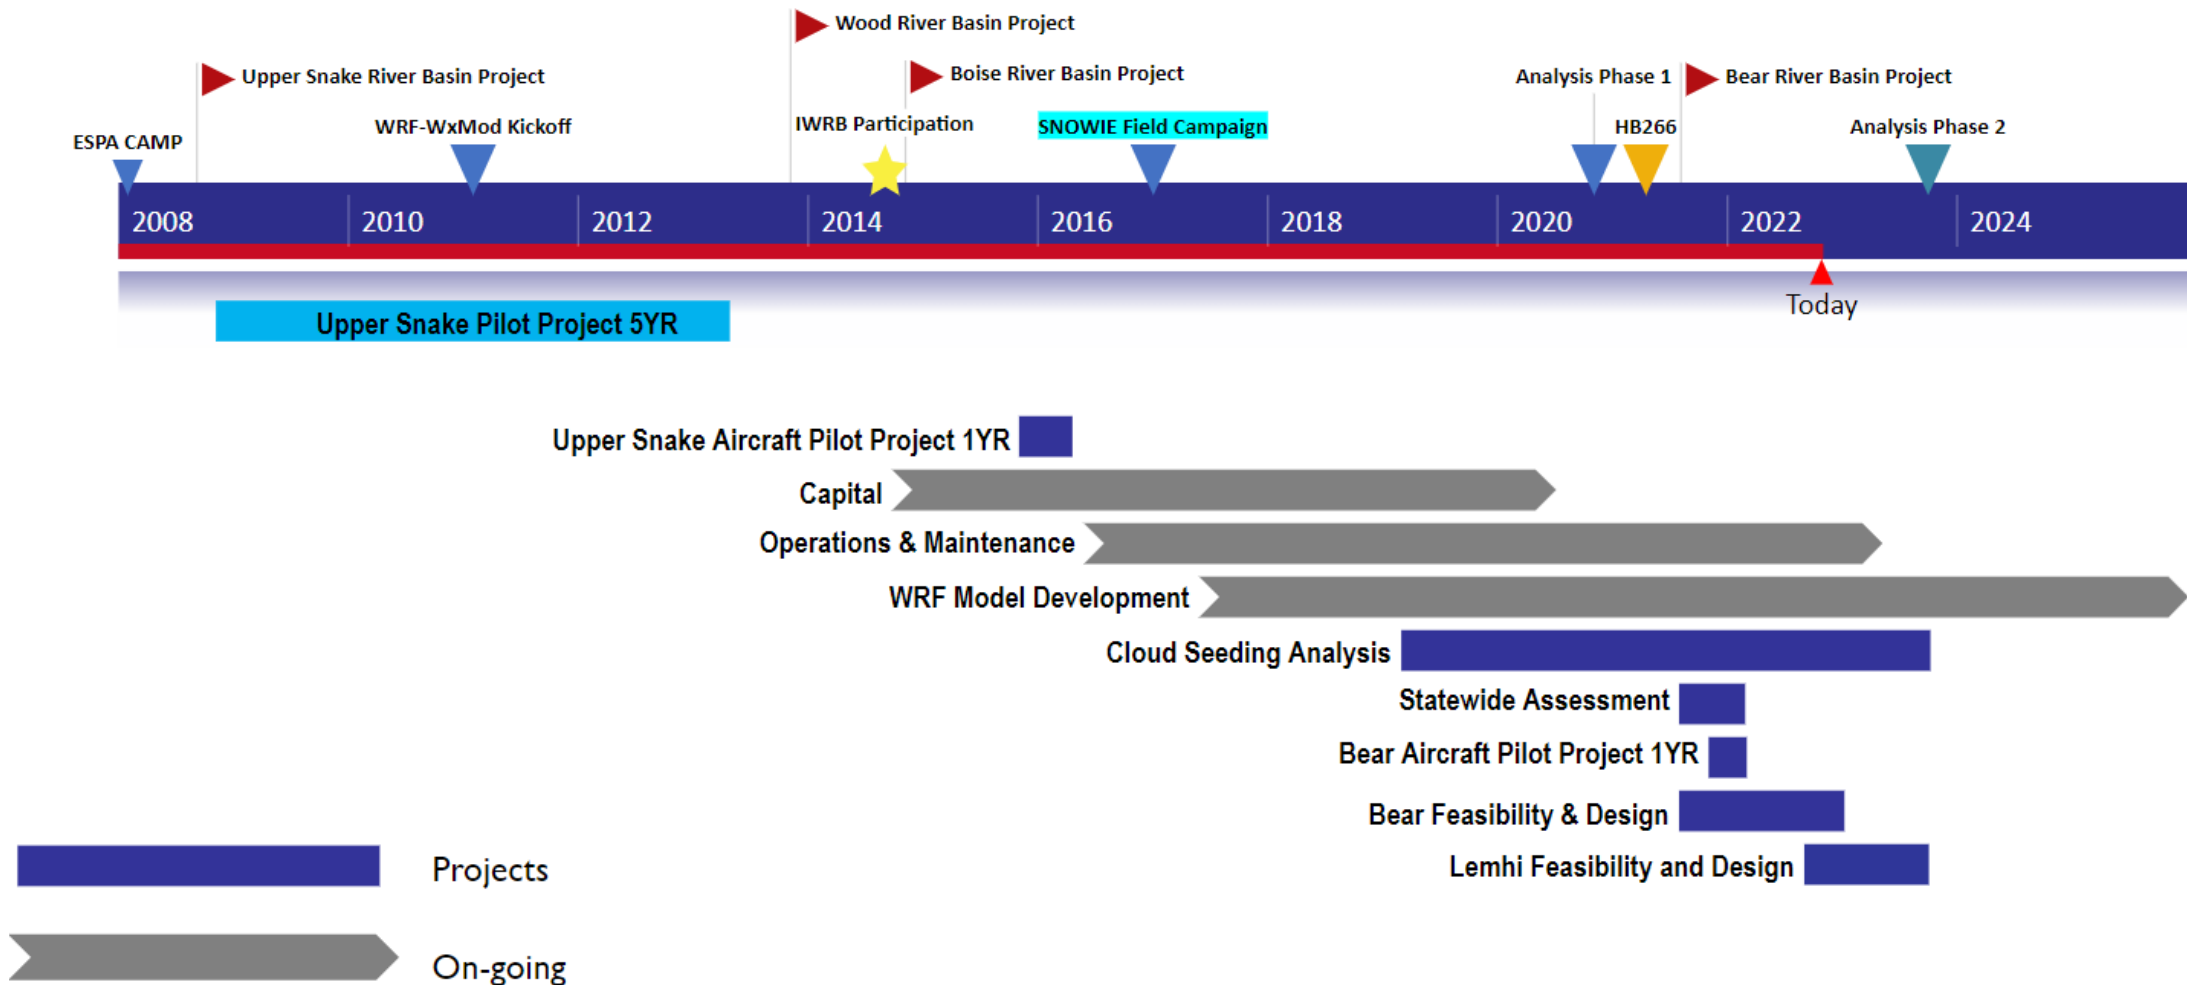 Wood River Basin Project
Upper Snake River Basin Project
Boise River Basin Project
Analysis Phase 1
Bear River Basin Project
ESPA CAMP
WRF-WxMod Kickoff
IWRB Participation
SNOWIE Field Campaign
HB266
Analysis Phase 2
2008
2010
2012
2014
2016
2018
2020
2022
2024
Today
Upper Snake Pilot Project 5YR
Upper Snake Aircraft Pilot Project 1YR
Capital
Operations & Maintenance
WRF Model Development
Cloud Seeding Analysis
Statewide Assessment
Bear Aircraft Pilot Project 1YR
Bear Feasibility & Design
Lemhi Feasibility and Design
Projects
On-going